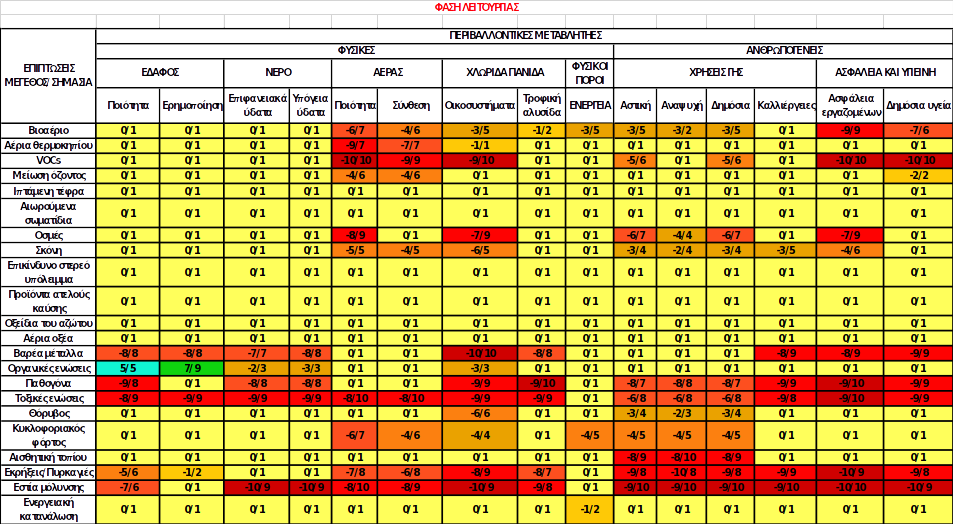 ΦΑΣΗ ΛΕΙΤΟΥΡΓΙΑΣ
ΠΕΡΙΒΑΛΛΟΝΤΙΚΕΣ ΜΕΤΑΒΛΗΤΗΣ
ΦΥΣΙΚΕΣ ΑΝΘΡΩΠΟΓΕΝΕΙΣ
ΕΠΙΠΤΩΣΕΙΣ ΜΕΓΕΘΟΣ/ΣΗΜΑΣΙΑ ΕΔΑΦΟΣ ΝΕΡΟ ΑΕΡΑΣ ΧΛΩΡΙΔΑ ΠΑΝΙΔΑ ΦΥΣΙΚΟΙ ΠΟΡΟΙ ΧΡΗΣΕΙΣ ΓΗΣ ΑΣΦΑΛΕΙΑ ΚΑΙ ΥΓΙΕΙΝΗ
Ποιότητα Ερημοποίηση Επιφανειακά ύδατα Υπόγεια ύδατα Ποιότητα Σύνθεση Οικοσυστήματα Τροφική αλυσίδα ΕΝΕΡΓΕΙΑ Αστική Αναψυχή Δημόσια Καλλιέργειες Ασφάλεια εργαζομένων Δημόσια υγεία
Βιοαέριο 0/1 0/1 0/1 0/1 -6/7 -4/6 -3/5 -1/2 -3/5 -3/5 -3/2 -3/5 0/1 -9/9 -7/6
Αέρια θερμοκηπίου 0/1 0/1 0/1 0/1 -9/7 -7/7 -1/1 0/1 0/1 0/1 0/1 0/1 0/1 0/1 0/1
VOCs 0/1 0/1 0/1 0/1 -10/10 -9/9 -9/10 0/1 0/1 -5/6 0/1 -5/6 0/1 -10/10 -10/10
Μείωση όζοντος 0/1 0/1 0/1 0/1 -4/6 -4/6 0/1 0/1 0/1 0/1 0/1 0/1 0/1 0/1 -2/2
Ιπτάμενη τέφρα 0/1 0/1 0/1 0/1 0/1 0/1 0/1 0/1 0/1 0/1 0/1 0/1 0/1 0/1 0/1
Αιωρούμενα σωματίδια 0/1 0/1 0/1 0/1 0/1 0/1 0/1 0/1 0/1 0/1 0/1 0/1 0/1 0/1 0/1
Οσμές 0/1 0/1 0/1 0/1 -8/9 0/1 -7/9 0/1 0/1 -6/7 -4/4 -6/7 0/1 -7/9 0/1
Σκόνη 0/1 0/1 0/1 0/1 -5/5 -4/5 -6/5 0/1 0/1 -3/4 -2/4 -3/4 -3/5 -4/6 0/1
Επικίνδυνο στερεό υπόλειμμα 0/1 0/1 0/1 0/1 0/1 0/1 0/1 0/1 0/1 0/1 0/1 0/1 0/1 0/1 0/1
Προϊόντα ατελούς καύσης 0/1 0/1 0/1 0/1 0/1 0/1 0/1 0/1 0/1 0/1 0/1 0/1 0/1 0/1 0/1
Οξείδια του αζώτου 0/1 0/1 0/1 0/1 0/1 0/1 0/1 0/1 0/1 0/1 0/1 0/1 0/1 0/1 0/1
Αέρια οξέα 0/1 0/1 0/1 0/1 0/1 0/1 0/1 0/1 0/1 0/1 0/1 0/1 0/1 0/1 0/1
Βαρέα μέταλλα -8/8 -8/8 -7/7 -8/8 0/1 0/1 -10/10 -8/8 0/1 0/1 0/1 0/1 -8/9 -8/9 -9/9
Οργανικές ενώσεις 5/5 7/9 -2/3 -3/3 0/1 0/1 -3/3 0/1 0/1 0/1 0/1 0/1 0/1 0/1 0/1
Παθογόνα -9/8 0/1 -8/8 -8/8 0/1 0/1 -9/9 -9/10 0/1 -8/7 -8/8 -8/7 -9/9 -9/10 -9/9
Τοξικές ενώσεις -8/9 -9/9 -9/9 -9/9 -8/10 -8/10 -9/9 -9/9 0/1 -6/8 -6/8 -6/8 -9/8 -9/10 -9/9
Θόρυβος 0/1 0/1 0/1 0/1 0/1 0/1 -6/6 0/1 0/1 -3/4 -2/3 -3/4 0/1 0/1 0/1
Κυκλοφοριακός φόρτος 0/1 0/1 0/1 0/1 -6/7 -4/6 -4/4 0/1 -4/5 -4/5 -4/5 -4/5 0/1 0/1 0/1
Αισθητική τοπίου 0/1 0/1 0/1 0/1 0/1 0/1 0/1 0/1 0/1 -8/9 -8/10 -8/9 0/1 0/1 0/1
Εκρήξεις/Πυρκαγιές -5/6 -1/2 0/1 0/1 -7/8 -6/8 -8/9 -8/7 0/1 -9/8 -10/8 -9/8 -9/9 -10/9 -9/8
Εστία μόλυνσης -7/6 0/1 -10/9 -10/9 -8/10 -8/9 -10/9 -9/8 0/1 -9/10 -9/10 -9/10 -9/10 -10/10 -10/9
Ενεργειακή κατανάλωση 0/1 0/1 0/1 0/1 0/1 0/1 0/1 0/1 -1/2 0/1 0/1 0/1 0/1 0/1 0/1